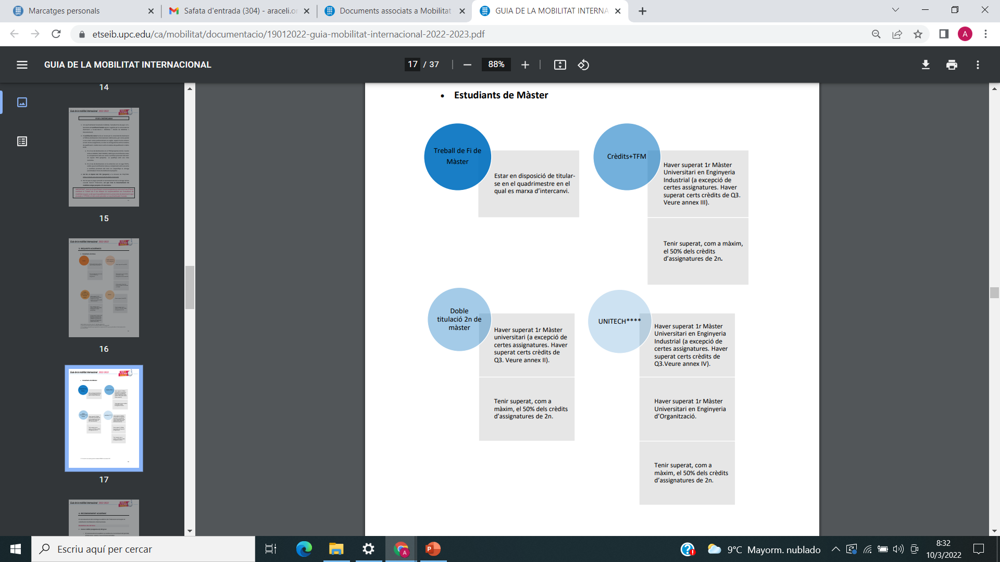 Marcatges personals
Safata d'entrada (304) - araceli.or
Documents associats a Mobilitat
GUIA DE LA MOBILITAT INTERNA
etseib.upc.edu/ca/mobilitat/documentacio/19012022-guia-mobilitat-internacional-2022-2023.pdf
A
GUIA DE LA MOBILITAT INTERNACIONAL
17 / 37
88%
14
15
16
17
• Estudiants de Màster
Treball de Fi de
Màster
Estar en disposició de titular-
se en el quadrimestre en el
qual es marxa d'intercanvi.
Crèdits+TFM
Haver superat 1r Màster
Universitari en Enginyeria
Industrial (a excepció de
certes assignatures. Haver
superat certs crèdits de Q3.
Veure annex III).
Tenir superat, com a màxim,
el 50% dels crèdits
d'assignatures de 2n.
Doble
titulació 2n de
màster
Haver superat 1r Màster
universitari (a excepció de
certes assignatures. Haver
superat certs crèdits de
Q3. Veure annex II).
Tenir superat, com a
màxim, el 50% dels crèdits
d'assignatures de 2n.
UNITECH****
Haver superat 1r Màster
Universitari en Enginyeria
Industrial (a excepció de
certes assignatures. Haver
superat certs crèdits de
Q3.Veure annex IV).
Haver superat 1r Màster
Universitari en Enginyeria
d'Organització.
Tenir superat, com a
màxim, el 50% dels crèdits
d'assignatures de 2n.
Escriu aquí per cercar
9°C Mayorm. nublado
8:32
10/3/2022